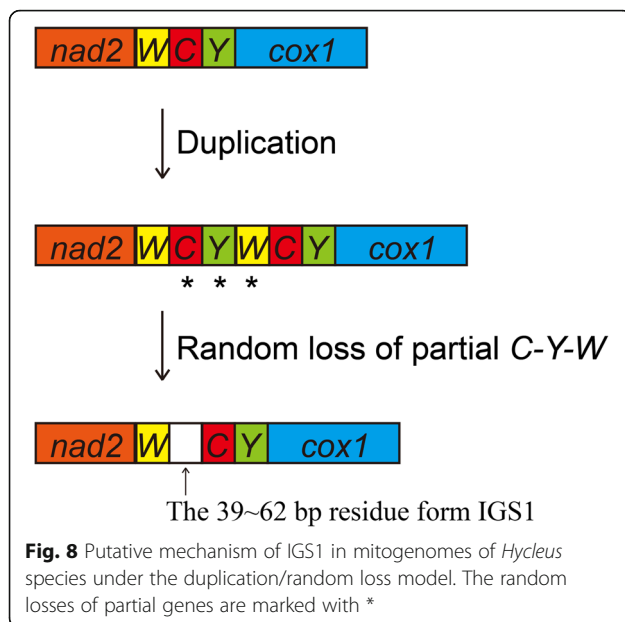 nad2 W C Y cox1
Duplication
nad2 W C Y W C Y cox1
* * *
Random loss of partial C-Y-W
nad2 W C Y cox1
The 39~62 bp residue form IGS1
Fig. 8 Putative mechanism of IGS1 in mitogenomes of Hycleus
species under the duplication/random loss model. The random
losses of partial genes are marked with *